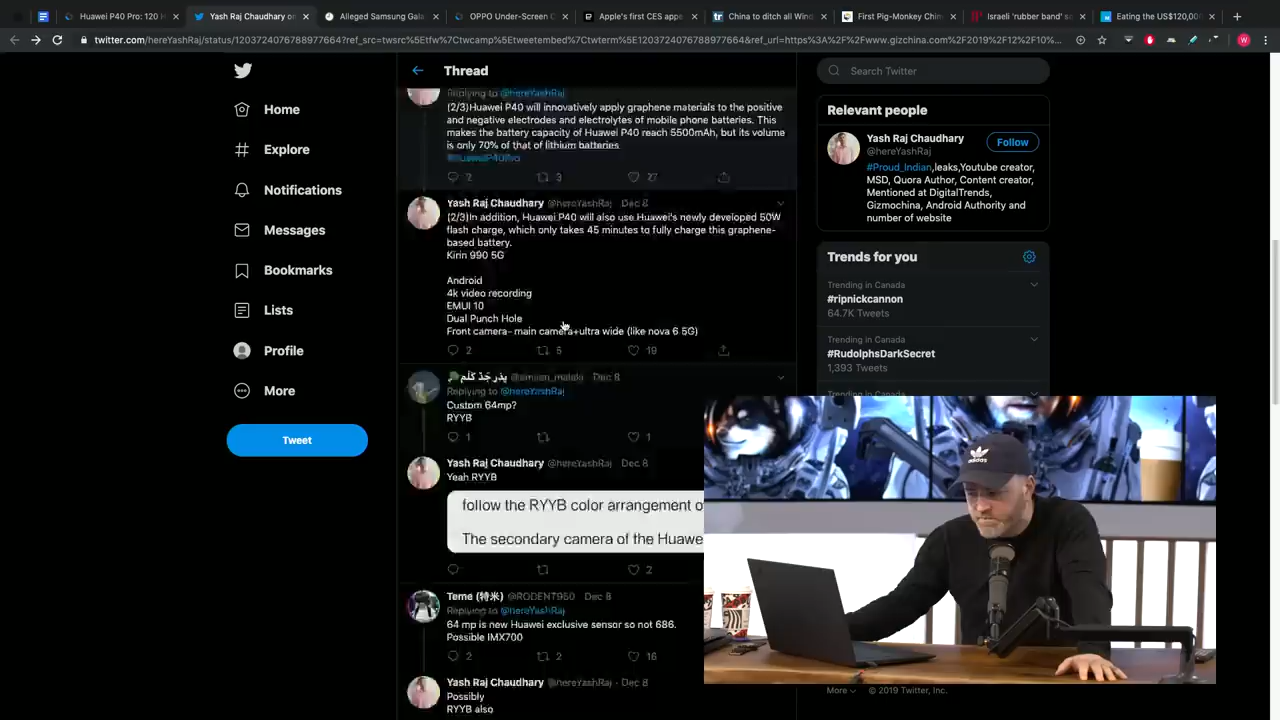 Huawei P40 Pro: 120 H
Yash Raj Chaudhary on
Alleged Samsung Gala
OPPO Under-Screen C
Apple's first CES appe
China to ditch all Wind
First Pig-Monkey Chim
Israeli 'rubber band' so
Eating the US$120,000
twitter.com/hereYashRaj/status/1203724076788977664?ref_src=twsrc%5Etfw%7Ctwcamp%5Etweetembed%7Ctwterm%5E1203724076788977664&ref_url=https%3A%2F%2Fwww.gizchina.com%2F2019%2F12%2F10%...
W
Home
Explore
Notifications
Messages
Bookmarks
Lists
Profile
More
Tweet
Thread
Replying to @hereYashRaj
(2/3)Huawei P40 will innovatively apply graphene materials to the positive
and negative electrodes and electrolytes of mobile phone batteries. This
makes the battery capacity of Huawei P40 reach 5500mAh, but its volume
is only 70% of that of lithium batteries
#HuaweiP40Pro
2 3 27
Yash Raj Chaudhary @hereYashRaj Dec 8
(2/3)In addition, Huawei P40 will also use Huawei's newly developed 50W
flash charge, which only takes 45 minutes to fully charge this graphene-
based battery.
Kirin 990 5G
Android
4k video recording
EMUI 10
Dual Punch Hole
Front camera- main camera+ultra wide (like nova 6 5G)
2 5 19
Dec 8
Replying to @hereYashRaj
Custom 64mp?
RYYB
1 1
Yash Raj Chaudhary @hereYashRaj Dec 8
Yeah RYYB
follow the RYYB color arrangement o
The secondary camera of the Huawe
2
Teme (特米) @RODENT950 Dec 8
Replying to @hereYashRaj
64 mp is new Huawei exclusive sensor so not 686.
Possible IMX700
2 2 16
Yash Raj Chaudhary @hereYashRaj · Dec 8
Possibly
RYYB also
Search Twitter
Relevant people
Yash Raj Chaudhary
@hereYashRaj
Follow
#Proud_Indian,leaks,Youtube creator,
MSD, Quora Author, Content creator,
Mentioned at DigitalTrends,
Gizmochina, Android Authority and
number of website
Trends for you
Trending in Canada
#ripnickcannon
64.7K Tweets
Trending in Canada
#RudolphsDarkSecret
1,393 Tweets
Trending in Canada
adidas
More
© 2019 Twitter, Inc.